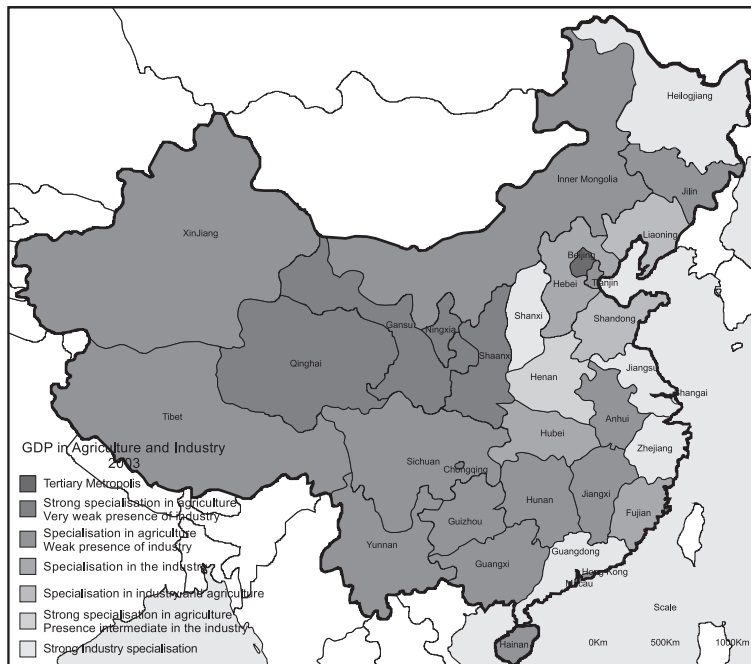 Heilogjiang
Inner Mongolia
Jilin
XinJiang
Liaoning
Beijing
Tianjin
Hebei
Shanxi
Shandong
Gansu
Ningxia
Shaanxi
Qinghai
Henan
Jiangsu
Shangai
Tibet
Anhui
Hubei
Zhejiang
Sichuan
Chongqing
Hunan
Jiangxi
Guizhou
Fujian
Yunnan
Guangxi
Guangdong
Hong Kong
Macau
Hainan
GDP in Agriculture and Industry
2003
Tertiary Metropolis
Strong specialisation in agriculture
Very weak presence of industry
Specialisation in agriculture
Weak presence of industry
Specialisation in the industry
Specialisation in industry and agriculture
Strong specialisation in agriculture
Presence intermediate in the industry
Strong Industry specialisation
Scale
0Km 500Km 1000Km